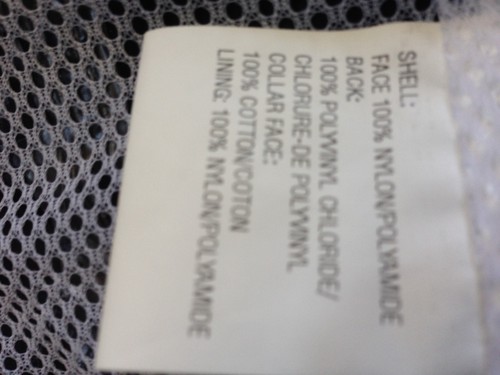 SHELL:
FACE 100% NYLON/POLYAMIDE
BACK:
100% POLYVINYL CHLORIDE/
CHLORURE-DE POLYVINYL
COLLAR FACE:
100% COTTON/COTON
LINING: 100% NYLON/POLYAMIDE